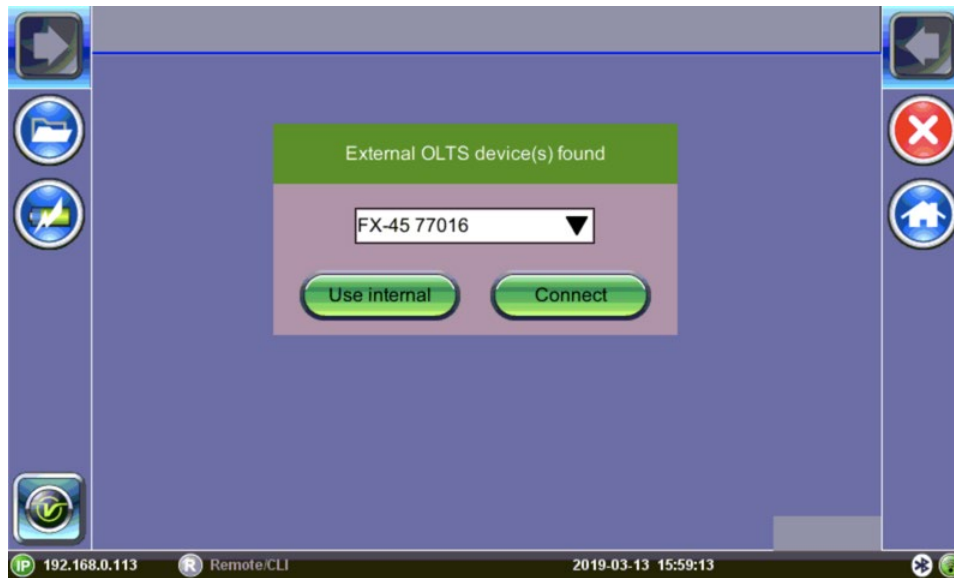 External OLTS device(s) found
FX-45 77016
Use internal
Connect
IP 192.168.0.113
R Remote/CLI
2019-03-13 15:59:13